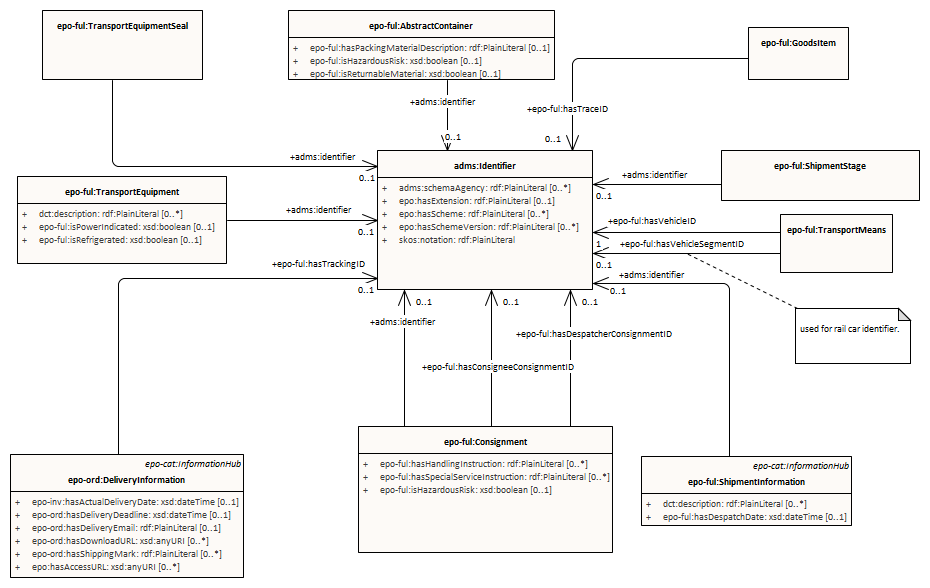 epo-ful:TransportEquipmentSeal
epo-ful:AbstractContainer
+ epo-ful:hasPackingMaterialDescription: rdf:PlainLiteral [0..1]
+ epo-ful:isHazardousRisk: xsd:boolean [0..1]
+ epo-ful:isReturnableMaterial: xsd:boolean [0..1]
epo-ful:GoodsItem
+adms:identifier
0..1
+epo-ful:hasTraceID
0..1
+adms:identifier
0..1
adms:Identifier
+ adms:schemaAgency: rdf:PlainLiteral [0..*]
+ epo:hasExtension: rdf:PlainLiteral [0..1]
+ epo:hasScheme: rdf:PlainLiteral [0..*]
+ epo:hasSchemeVersion: rdf:PlainLiteral [0..*]
+ skos:notation: rdf:PlainLiteral
+adms:identifier
0..1
epo-ful:ShipmentStage
epo-ful:TransportEquipment
+ dct:description: rdf:PlainLiteral [0..*]
+ epo-ful:isPowerIndicated: xsd:boolean [0..1]
+ epo-ful:isRefrigerated: xsd:boolean [0..1]
+adms:identifier
0..1
+epo-ful:hasVehicleID
1
+epo-ful:hasVehicleSegmentID
0..1
epo-ful:TransportMeans
+epo-ful:hasTrackingID
0..1
+adms:identifier
0..1
used for rail car identifier.
+adms:identifier
0..1
0..1
0..1
+epo-ful:hasDespatcherConsignmentID
+epo-ful:hasConsigneeConsignmentID
epo-cat:InformationHub
epo-ord:DeliveryInformation
+ epo-inv:hasActualDeliveryDate: xsd:dateTime [0..1]
+ epo-ord:hasDeliveryDeadline: xsd:dateTime [0..1]
+ epo-ord:hasDeliveryEmail: rdf:PlainLiteral [0..1]
+ epo-ord:hasDownloadURL: xsd:anyURI [0..*]
+ epo-ord:hasShippingMark: rdf:PlainLiteral [0..*]
+ epo:hasAccessURL: xsd:anyURI [0..*]
epo-ful:Consignment
+ epo-ful:hasHandlingInstruction: rdf:PlainLiteral [0..*]
+ epo-ful:hasSpecialServiceInstruction: rdf:PlainLiteral [0..*]
+ epo-ful:isHazardousRisk: xsd:boolean [0..1]
epo-cat:InformationHub
epo-ful:ShipmentInformation
+ dct:description: rdf:PlainLiteral [0..*]
+ epo-ful:hasDespatchDate: xsd:dateTime [0..1]